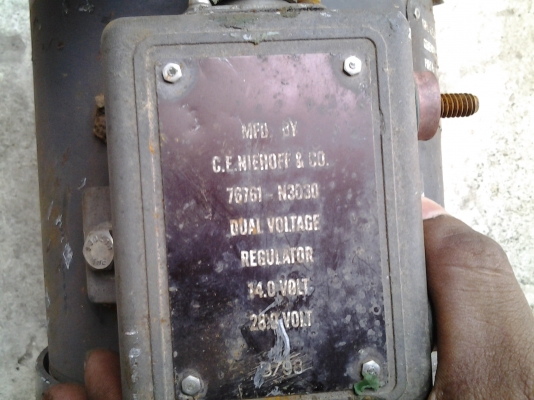 MFD. BY
C.E.NIEHOFF & CO.
76761 - N3030
DUAL VOLTAGE
REGULATOR
14.0 VOLT
28.0 VOLT